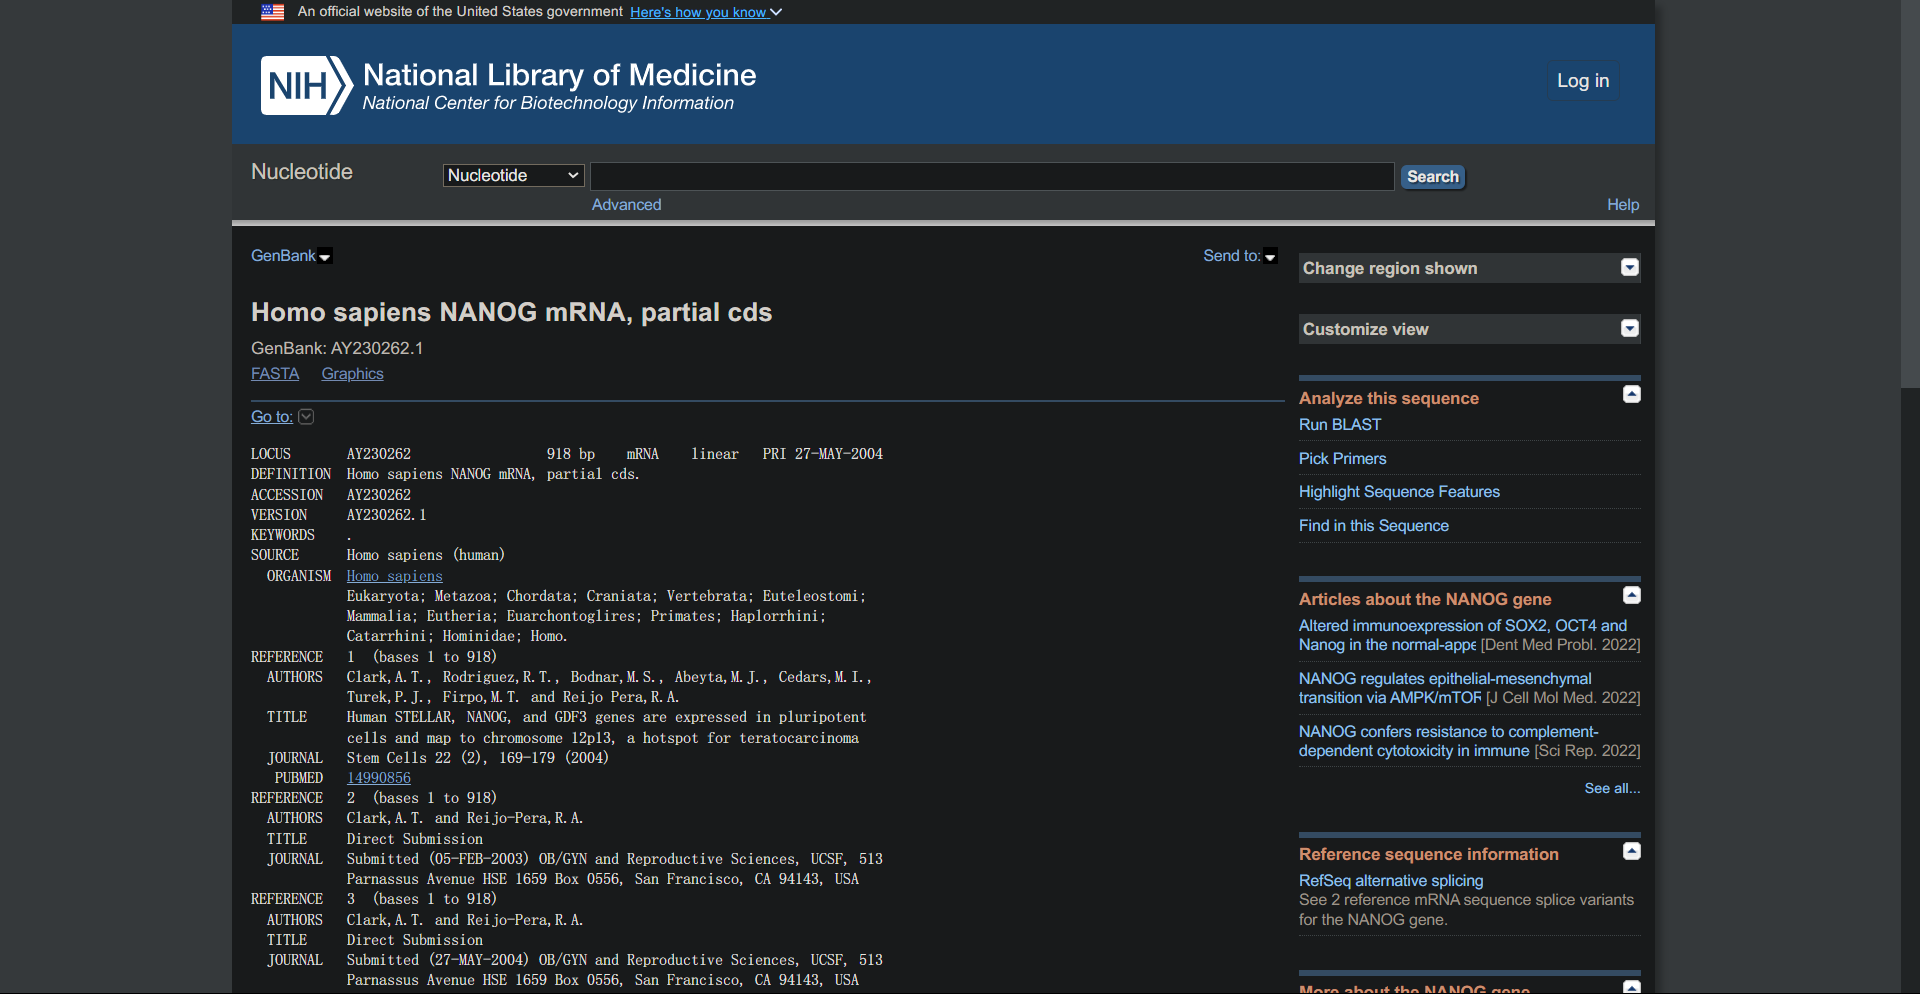 An official website of the United States government Here's how you know
NIH National Library of Medicine
National Center for Biotechnology Information
Log in
Nucleotide
Nucleotide
Search
Advanced
Help
GenBank
Send to:
Homo sapiens NANOG mRNA, partial cds
GenBank: AY230262.1
FASTA Graphics
Go to:
LOCUS AY230262 918 bp mRNA linear PRI 27-MAY-2004
DEFINITION Homo sapiens NANOG mRNA, partial cds.
ACCESSION AY230262
VERSION AY230262.1
KEYWORDS .
SOURCE Homo sapiens (human)
ORGANISM Homo sapiens
Eukaryota; Metazoa; Chordata; Craniata; Vertebrata; Euteleostomi;
Mammalia; Eutheria; Euarchontoglires; Primates; Haplorrhini;
Catarrhini; Hominidae; Homo.
REFERENCE 1 (bases 1 to 918)
AUTHORS Clark,A.T., Rodriguez,R.T., Bodnar,M.S., Abeyta,M.J., Cedars,M.I.,
Turek,P.J., Firpo,M.T. and Reijo Pera,R.A.
TITLE Human STELLAR, NANOG, and GDF3 genes are expressed in pluripotent
cells and map to chromosome 12p13, a hotspot for teratocarcinoma
JOURNAL Stem Cells 22 (2), 169-179 (2004)
PUBMED 14990856
REFERENCE 2 (bases 1 to 918)
AUTHORS Clark,A.T. and Reijo-Pera,R.A.
TITLE Direct Submission
JOURNAL Submitted (05-FEB-2003) OB/GYN and Reproductive Sciences, UCSF, 513
Parnassus Avenue HSE 1659 Box 0556, San Francisco, CA 94143, USA
REFERENCE 3 (bases 1 to 918)
AUTHORS Clark,A.T. and Reijo-Pera,R.A.
TITLE Direct Submission
JOURNAL Submitted (27-MAY-2004) OB/GYN and Reproductive Sciences, UCSF, 513
Parnassus Avenue HSE 1659 Box 0556, San Francisco, CA 94143, USA
Change region shown
Customize view
Analyze this sequence
Run BLAST
Pick Primers
Highlight Sequence Features
Find in this Sequence
Articles about the NANOG gene
Altered immunoexpression of SOX2, OCT4 and
Nanog in the normal-appe [Dent Med Probl. 2022]
NANOG regulates epithelial-mesenchymal
transition via AMPK/mTOR [J Cell Mol Med. 2022]
NANOG confers resistance to complement-
dependent cytotoxicity in immune [Sci Rep. 2022]
See all...
Reference sequence information
RefSeq alternative splicing
See 2 reference mRNA sequence splice variants
for the NANOG gene.
More about the NANOG gene